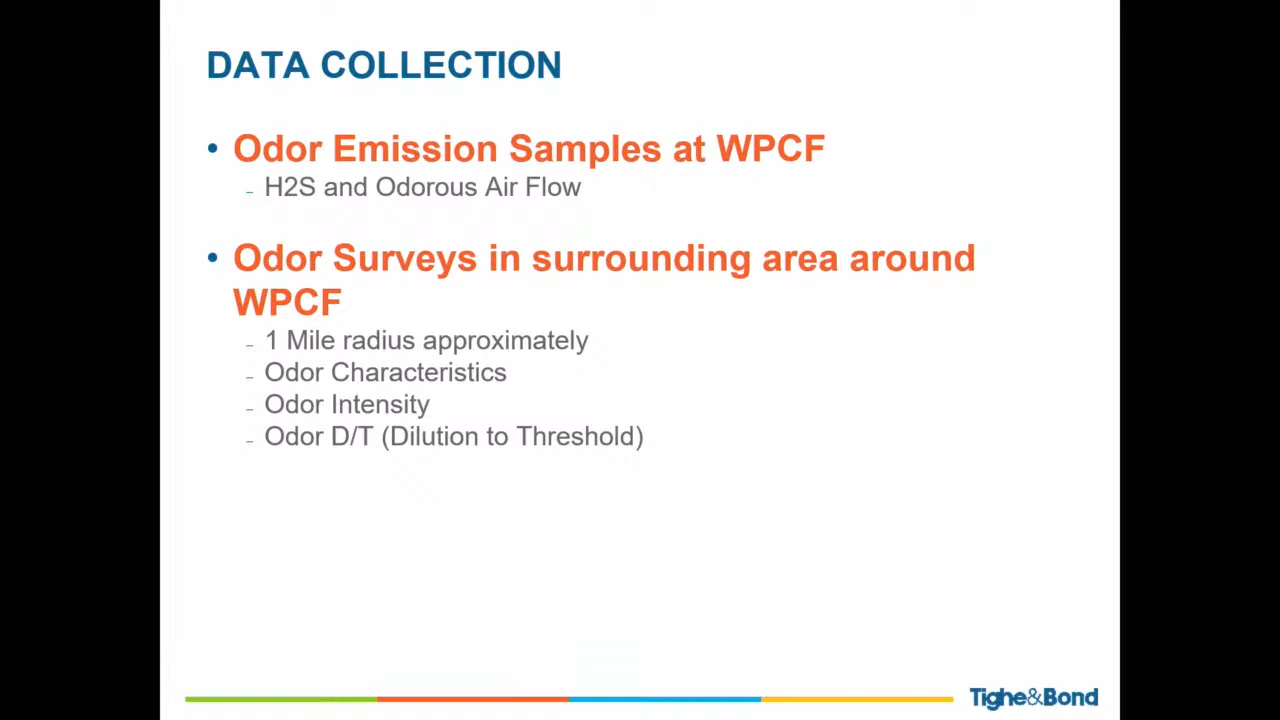 DATA COLLECTION
• Odor Emission Samples at WPCF
- H2S and Odorous Air Flow
• Odor Surveys in surrounding area around
WPCF
- 1 Mile radius approximately
- Odor Characteristics
- Odor Intensity
- Odor D/T (Dilution to Threshold)
Tighe&Bond